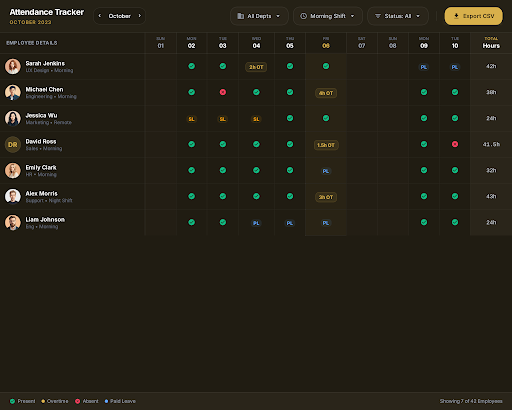 Attendance Tracker
OCTOBER 2023
October
All Depts
Morning Shift
Status: All
Export CSV
EMPLOYEE DETAILS
SUN MON TUE WED THU FRI SAT SUN MON TUE TOTAL
01 02 03 04 05 06 07 08 09 10 Hours
Sarah Jenkins
UX Design • Morning
2h OT PL PL 42h
Michael Chen
Engineering • Morning
4h OT 38h
Jessica Wu
Marketing • Remote
SL SL SL 24h
DR
David Ross
Sales • Morning
1.5h OT 41.5h
Emily Clark
HR • Morning
PL 32h
Alex Morris
Support • Night Shift
3h OT 43h
Liam Johnson
Eng • Morning
PL PL PL 24h
Present Overtime Absent Paid Leave
Showing 7 of 42 Employees